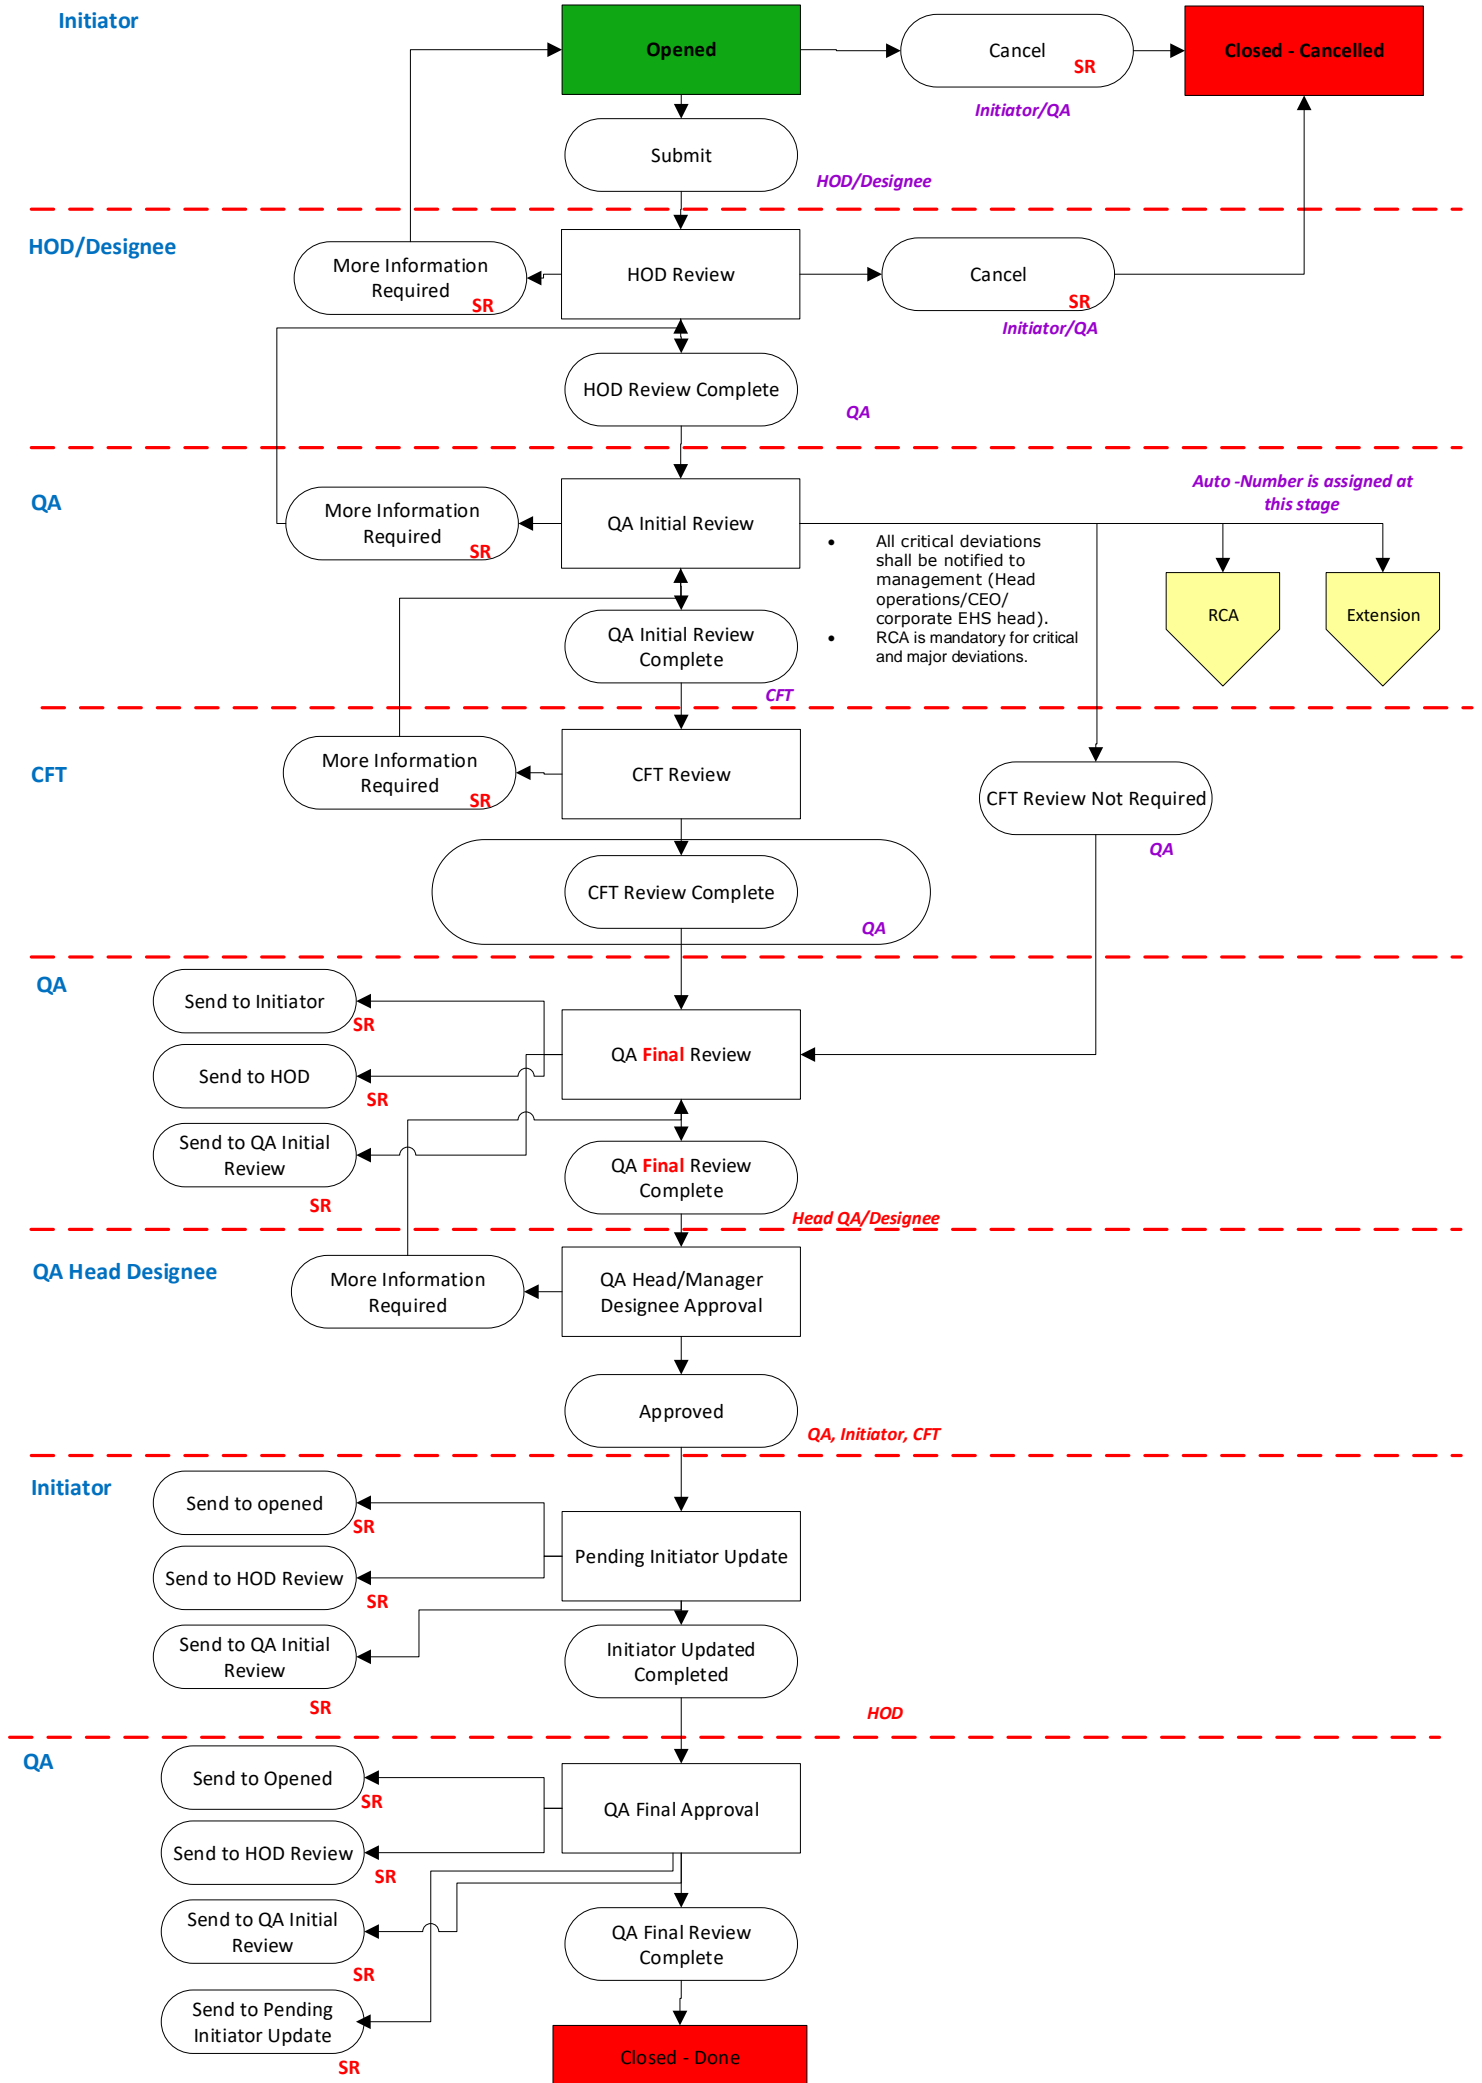 Initiator
Opened
Cancel
SR
Closed - Cancelled
Initiator/QA
Submit
HOD/Designee
HOD/Designee
More Information
Required
SR
HOD Review
Cancel
SR
Initiator/QA
HOD Review Complete
QA
QA
More Information
Required
SR
QA Initial Review
Auto -Number is assigned at
this stage
• All critical deviations
shall be notified to
management (Head
operations/CEO/
corporate EHS head).
• RCA is mandatory for critical
and major deviations.
RCA
Extension
QA Initial Review
Complete
CFT
CFT
More Information
Required
SR
CFT Review
CFT Review Not Required
QA
CFT Review Complete
QA
QA
Send to Initiator
SR
QA Final Review
Send to HOD
SR
Send to QA Initial
Review
SR
QA Final Review
Complete
Head QA/Designee
QA Head Designee
More Information
Required
QA Head/Manager
Designee Approval
Approved
QA, Initiator, CFT
Initiator
Send to opened
SR
Pending Initiator Update
Send to HOD Review
SR
Send to QA Initial
Review
SR
Initiator Updated
Completed
HOD
QA
Send to Opened
SR
QA Final Approval
Send to HOD Review
SR
Send to QA Initial
Review
SR
QA Final Review
Complete
Send to Pending
Initiator Update
SR
Closed - Done